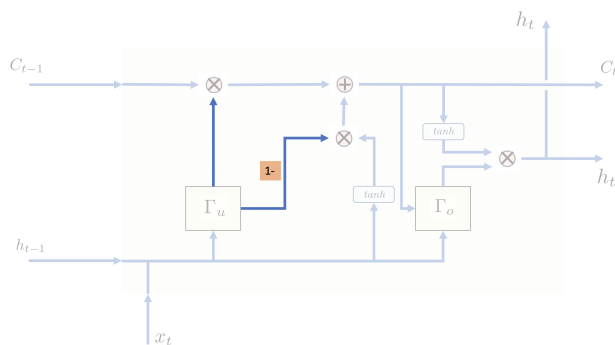 h_t
C_{t-1}
C_t
tanh
h_t
1-
Γ_u
tanh
Γ_o
h_{t-1}
x_t